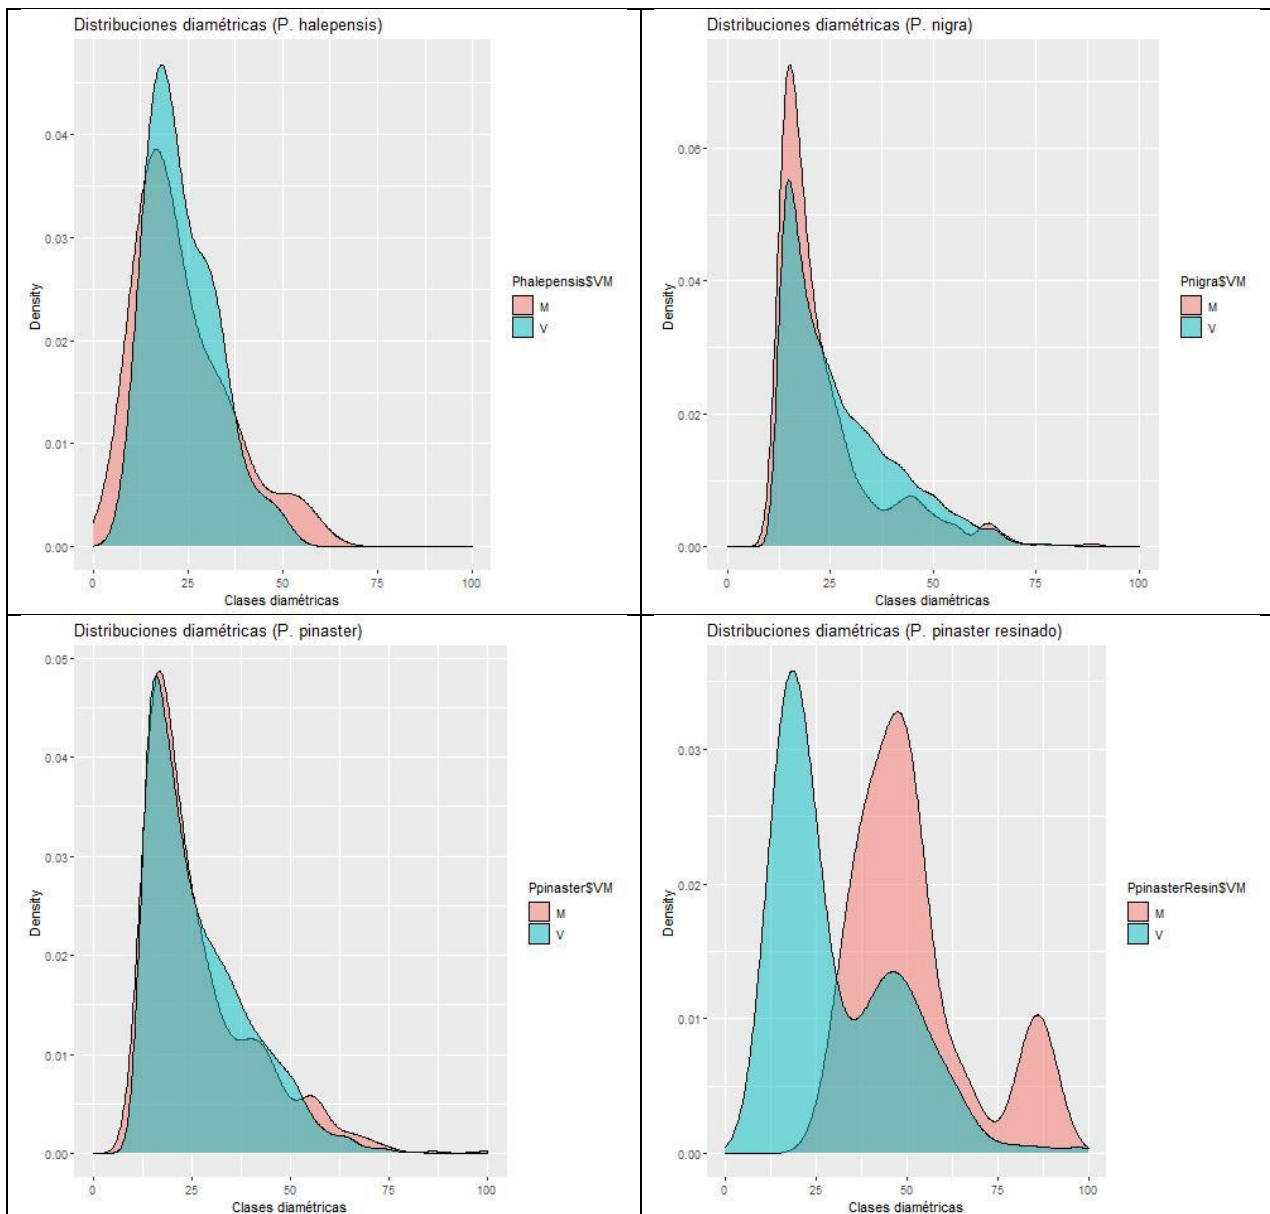 Distribuciones diamétricas (P. halepensis)
0.04
0.03
0.02
0.01
0.00
Density
0 25 50 75 100
Clases diamétricas
Phalepensis$VM
M
V
Distribuciones diamétricas (P. nigra)
0.06
0.04
0.02
0.00
Density
0 25 50 75 100
Clases diamétricas
Pnigra$VM
M
V
Distribuciones diamétricas (P. pinaster)
0.05
0.04
0.03
0.02
0.01
0.00
Density
0 25 50 75 100
Clases diamétricas
Ppinaster$VM
M
V
Distribuciones diamétricas (P. pinaster resinado)
0.03
0.02
0.01
0.00
Density
0 25 50 75 100
Clases diamétricas
PpinasterResin$VM
M
V